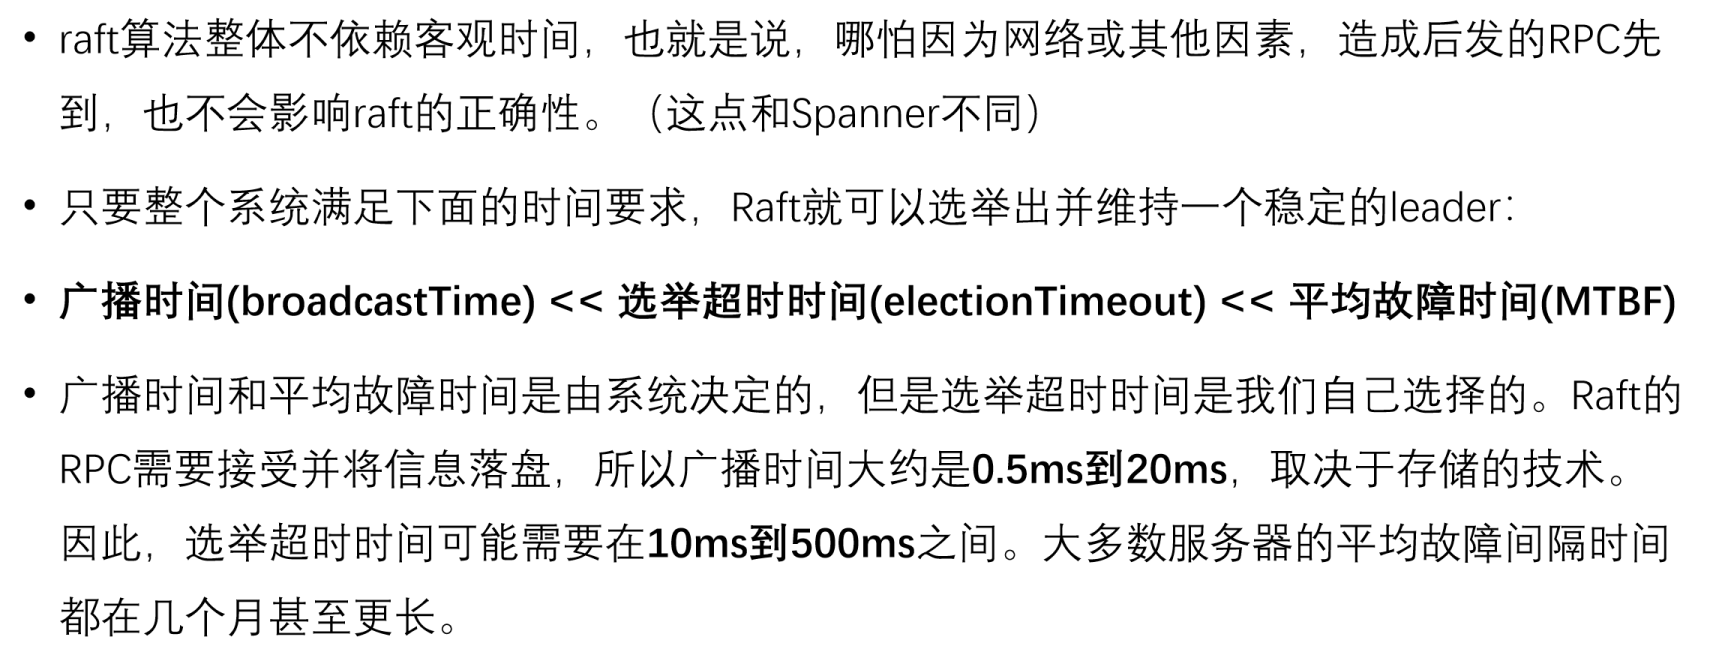 • raft算法整体不依赖客观时间，也就是说，哪怕因为网络或其他因素，造成后发的RPC先
到，也不会影响raft的正确性。（这点和Spanner不同）
• 只要整个系统满足下面的时间要求，Raft就可以选举出并维持一个稳定的leader：
• 广播时间(broadcastTime) << 选举超时时间(electionTimeout) << 平均故障时间(MTBF)
• 广播时间和平均故障时间是由系统决定的，但是选举超时时间是我们自己选择的。Raft的
RPC需要接受并将信息落盘，所以广播时间大约是0.5ms到20ms，取决于存储的技术。
因此，选举超时时间可能需要在10ms到500ms之间。大多数服务器的平均故障间隔时间
都在几个月甚至更长。